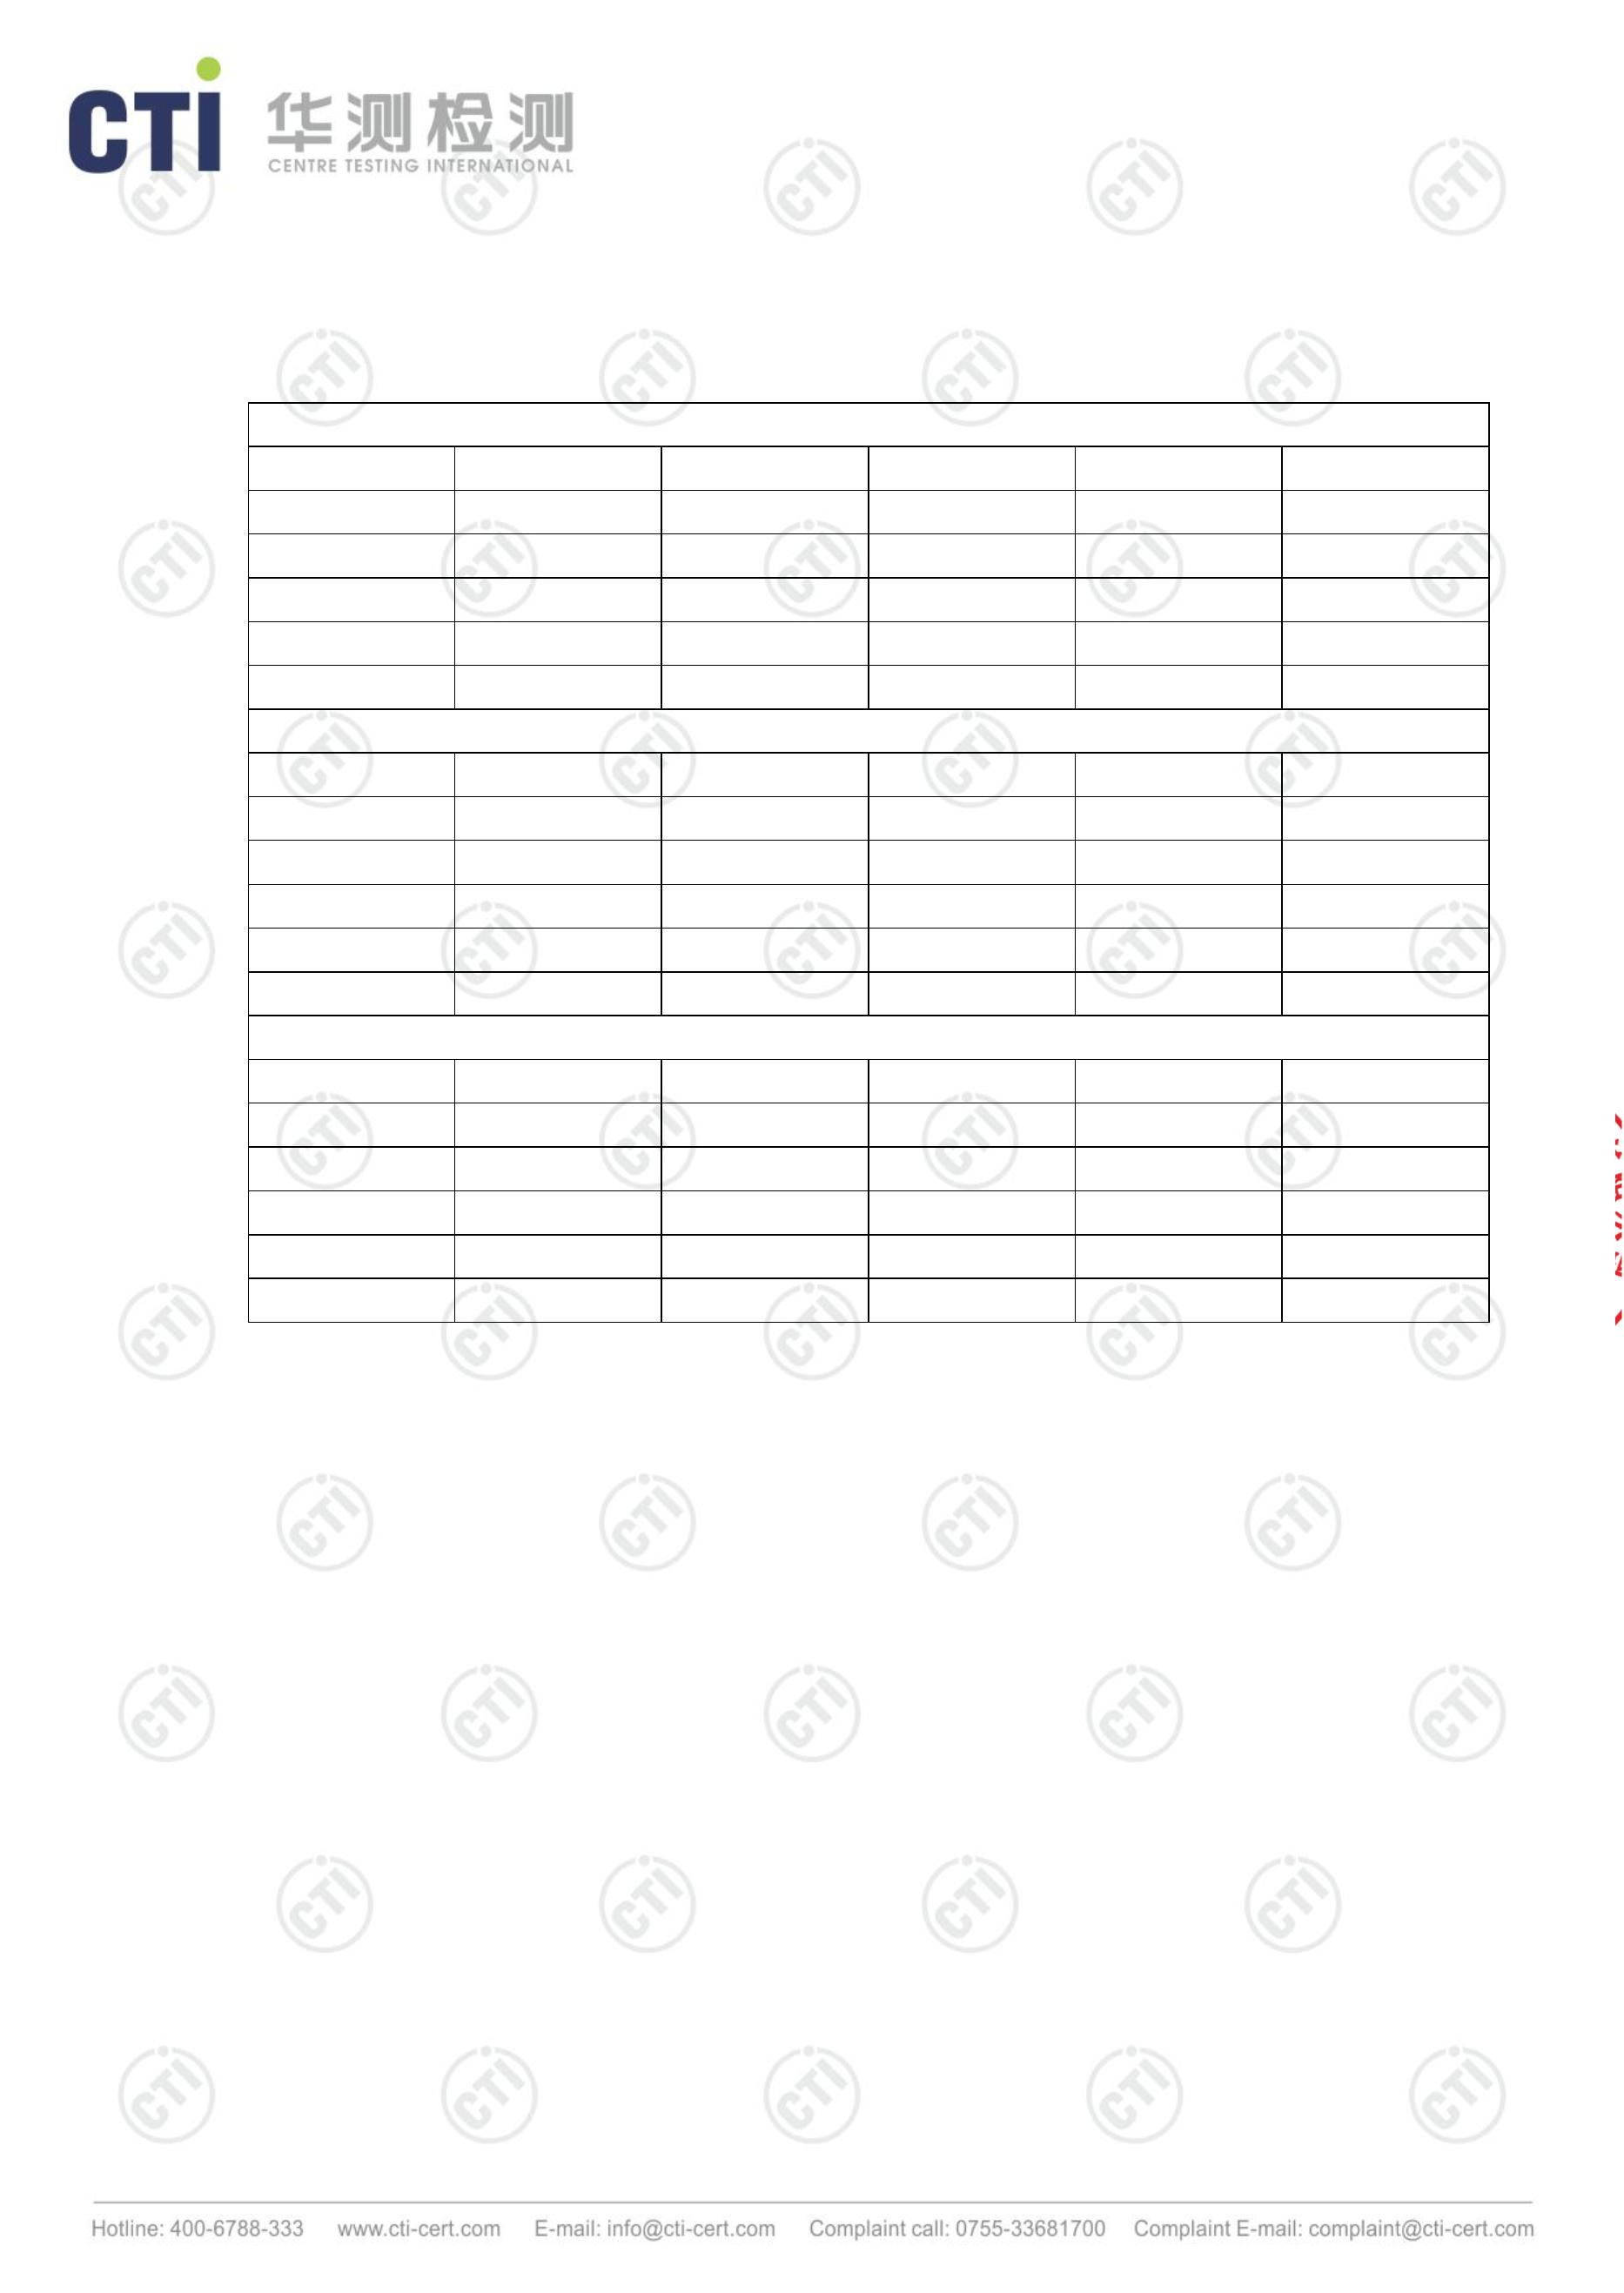 CTI 华测检测
CENTRE TESTING INTERNATIONAL
Hotline: 400-6788-333 www.cti-cert.com E-mail: info@cti-cert.com Complaint call: 0755-33681700 Complaint E-mail: complaint@cti-cert.com